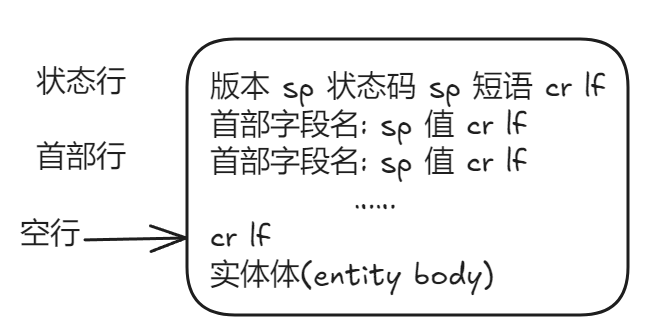 状态行
版本 sp 状态码 sp 短语 cr lf
首部字段名: sp 值 cr lf
首部行
首部字段名: sp 值 cr lf
......
空行
cr lf
实体体(entity body)